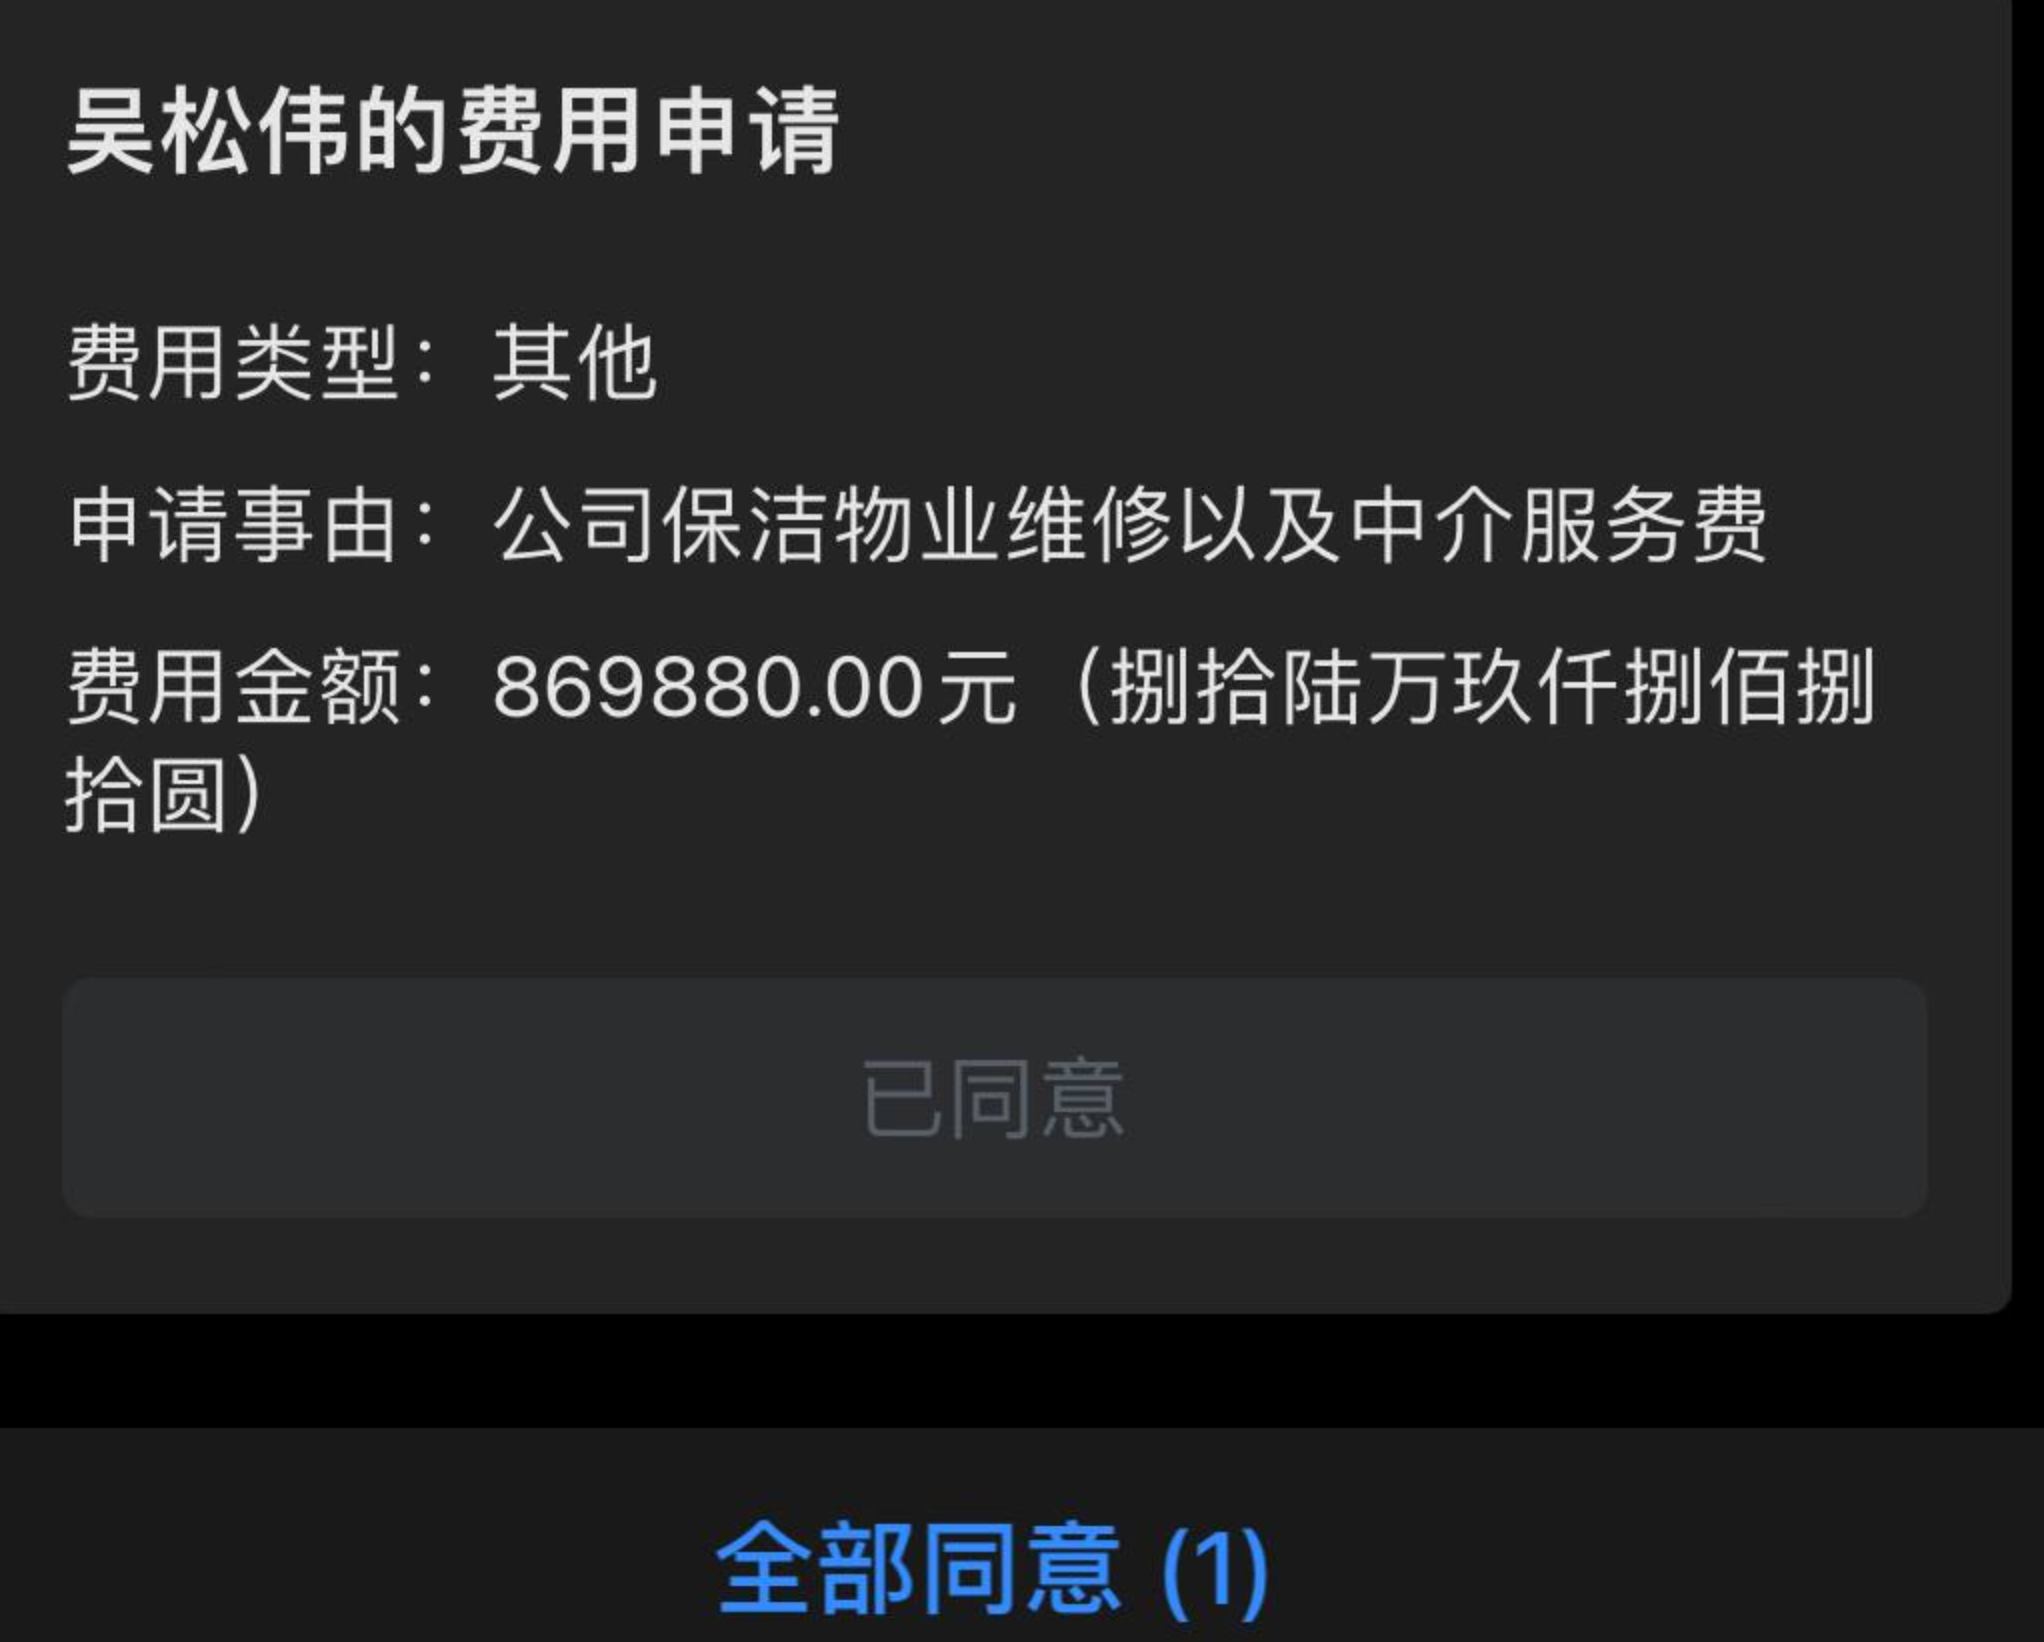 吴松伟的费用申请
费用类型：其他
申请事由：公司保洁物业维修以及中介服务费
费用金额：869880.00元（捌拾陆万玖仟捌佰捌
拾圆）
已同意
全部同意 (1)